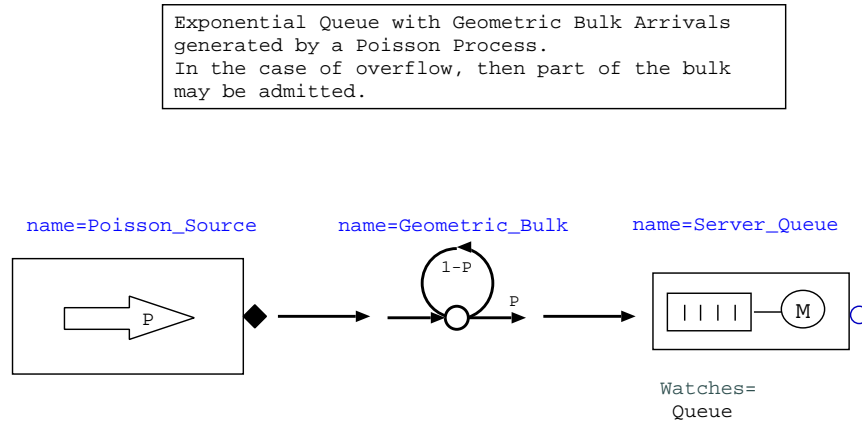 Exponential Queue with Geometric Bulk Arrivals
generated by a Poisson Process.
In the case of overflow, then part of the bulk
may be admitted.
name=Poisson_Source
name=Geometric_Bulk
name=Server_Queue
P
1-P
P
M
Watches=
Queue